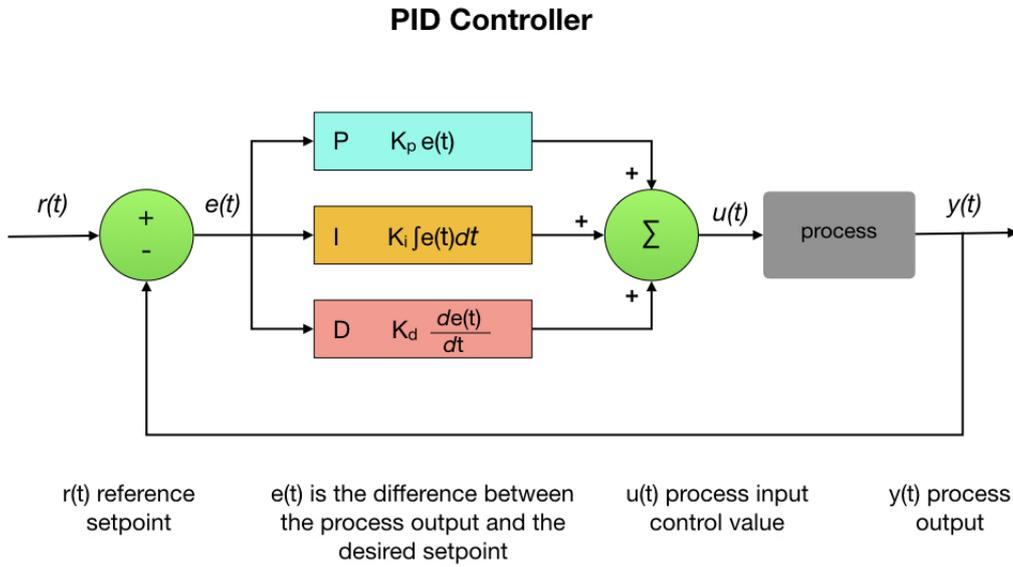 PID Controller
P Kp e(t)
+
r(t)
+
-
e(t)
I Ki ∫e(t)dt
+
Σ
u(t)
process
y(t)
+
D Kd de(t)
dt
r(t) reference
setpoint
e(t) is the difference between
the process output and the
desired setpoint
u(t) process input
control value
y(t) process
output